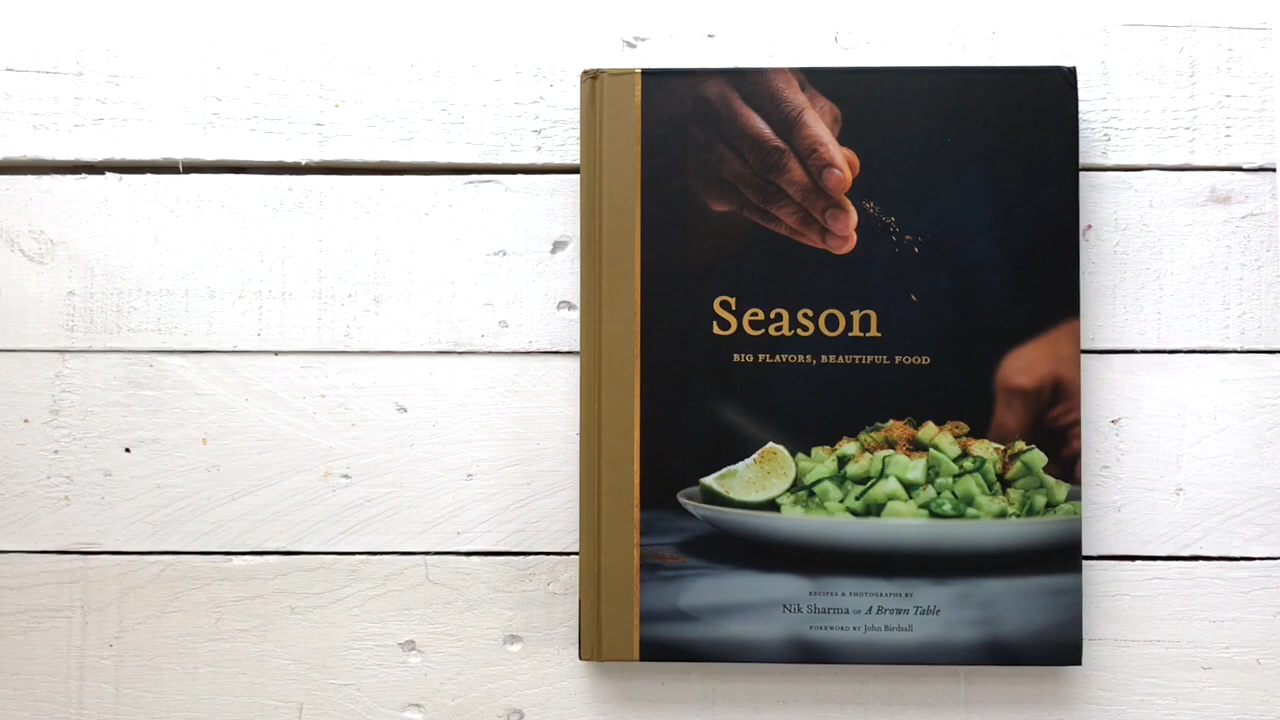 Season
BIG FLAVORS, BEAUTIFUL FOOD
RECIPES & PHOTOGRAPHS BY
Nik Sharma OF A Brown Table
FOREWORD BY John Birdsall